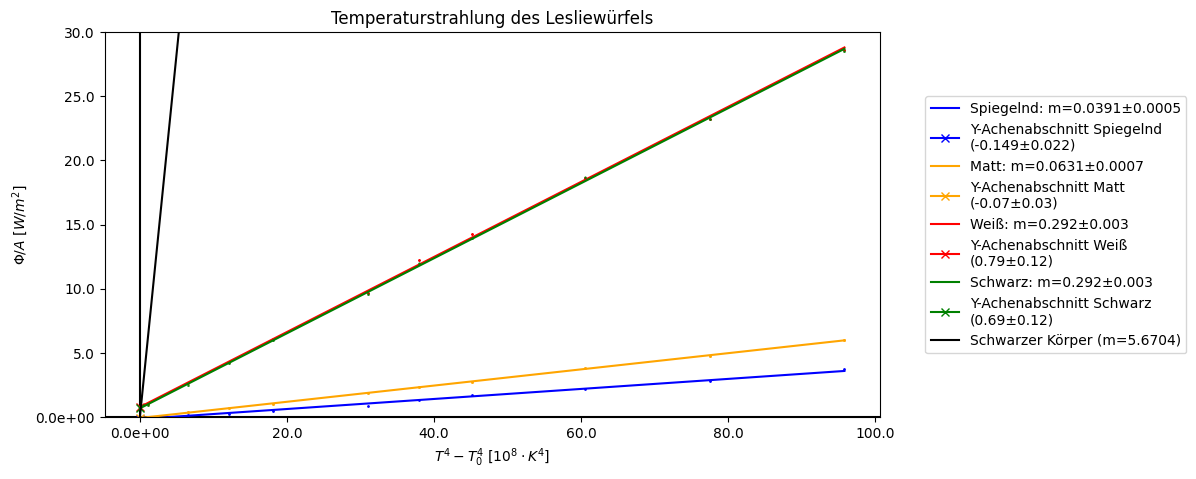 Temperaturstrahlung des Lesliewürfels
30.0
25.0
20.0
15.0
10.0
5.0
0.0e+00
Φ/A [W/m²]
0.0e+00 20.0 40.0 60.0 80.0 100.0
T⁴ − T₀⁴ [10⁸ · K⁴]
Spiegelnd: m=0.0391±0.0005
Y-Achenabschnitt Spiegelnd
(-0.149±0.022)
Matt: m=0.0631±0.0007
Y-Achenabschnitt Matt
(-0.07±0.03)
Weiß: m=0.292±0.003
Y-Achenabschnitt Weiß
(0.79±0.12)
Schwarz: m=0.292±0.003
Y-Achenabschnitt Schwarz
(0.69±0.12)
Schwarzer Körper (m=5.6704)